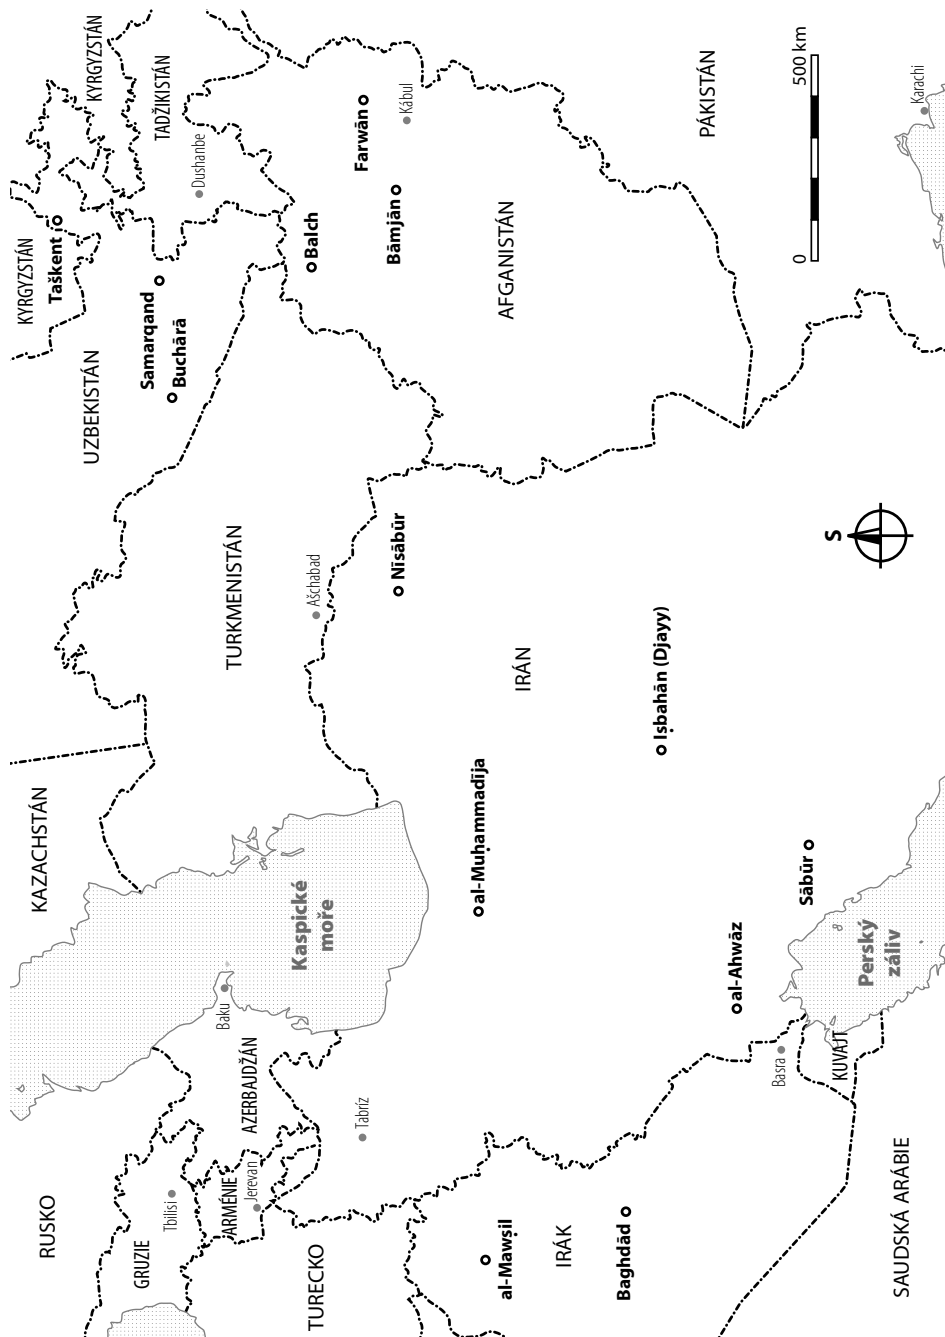 RUSKO
KAZACHSTÁN
KYRGYZSTÁN
Taškent
UZBEKISTÁN
KYRGYZSTÁN
GRUZIE
Tbilisi
Samarqand
Buchārā
TADŽIKISTÁN
Dushanbe
ARMÉNIE
Jerevan
AZERBAJDZÁN
Baku
TURKMENISTÁN
Ašchabad
Kaspické
moře
TURECKO
Balch
Tabríz
Farwān
Kábul
Bāmjān
Nīsābūr
al-Muḥammadīja
al-Mawṣil
IRÁN
AFGANISTÁN
IRÁK
Baghdād
Iṣbahān (Djayy)
PÁKISTÁN
al-Ahwāz
Basra
Sābūr
KUVAJT
Perský
záliv
S
0
500 km
SAUDSKÁ ARÁBIE
Karachi